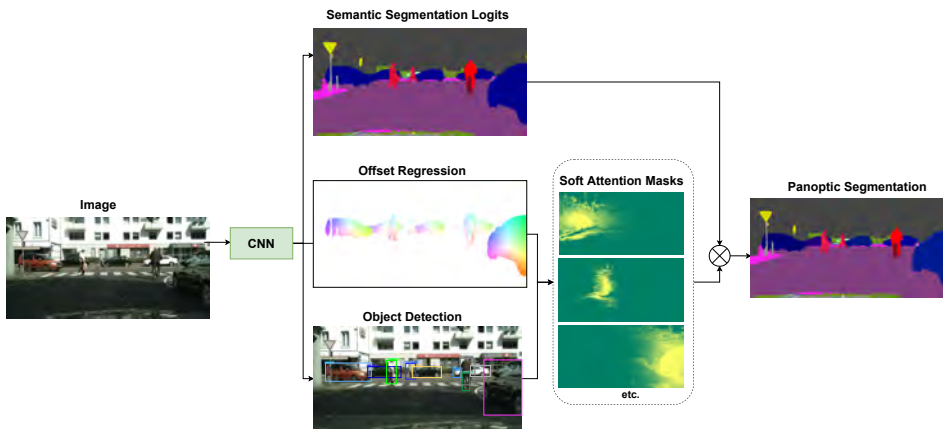 Semantic Segmentation Logits
Offset Regression
Soft Attention Masks
Panoptic Segmentation
Image
CNN
Object Detection
etc.